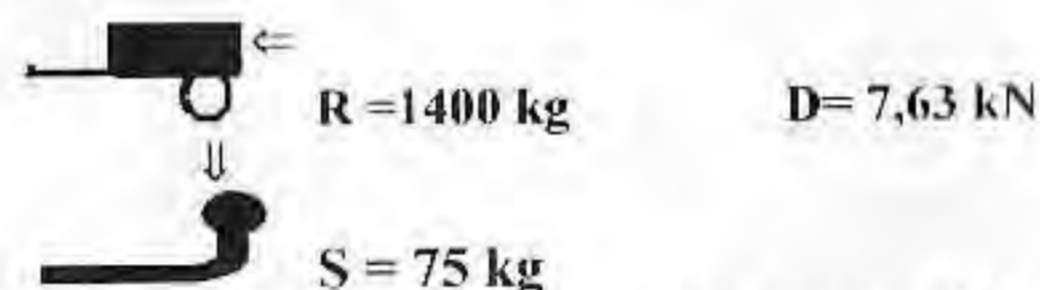 R =1400 kg D= 7,63 kN
S = 75 kg